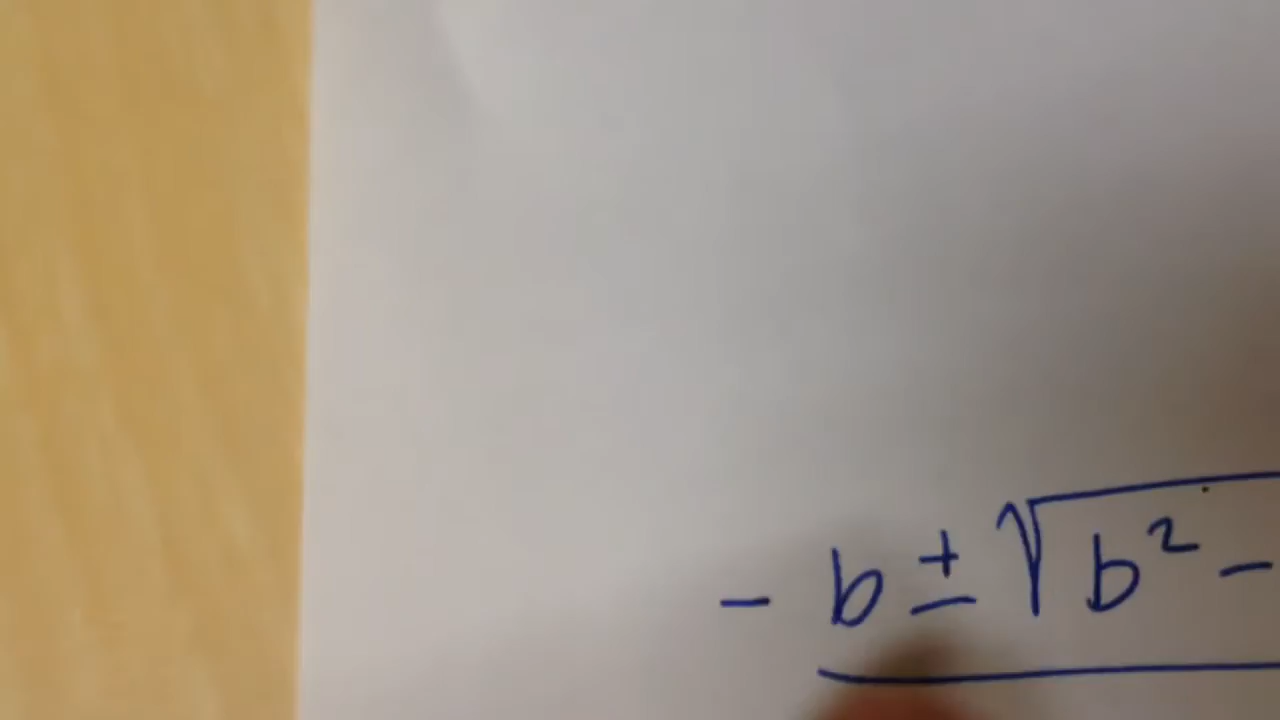 - b ± √b² -